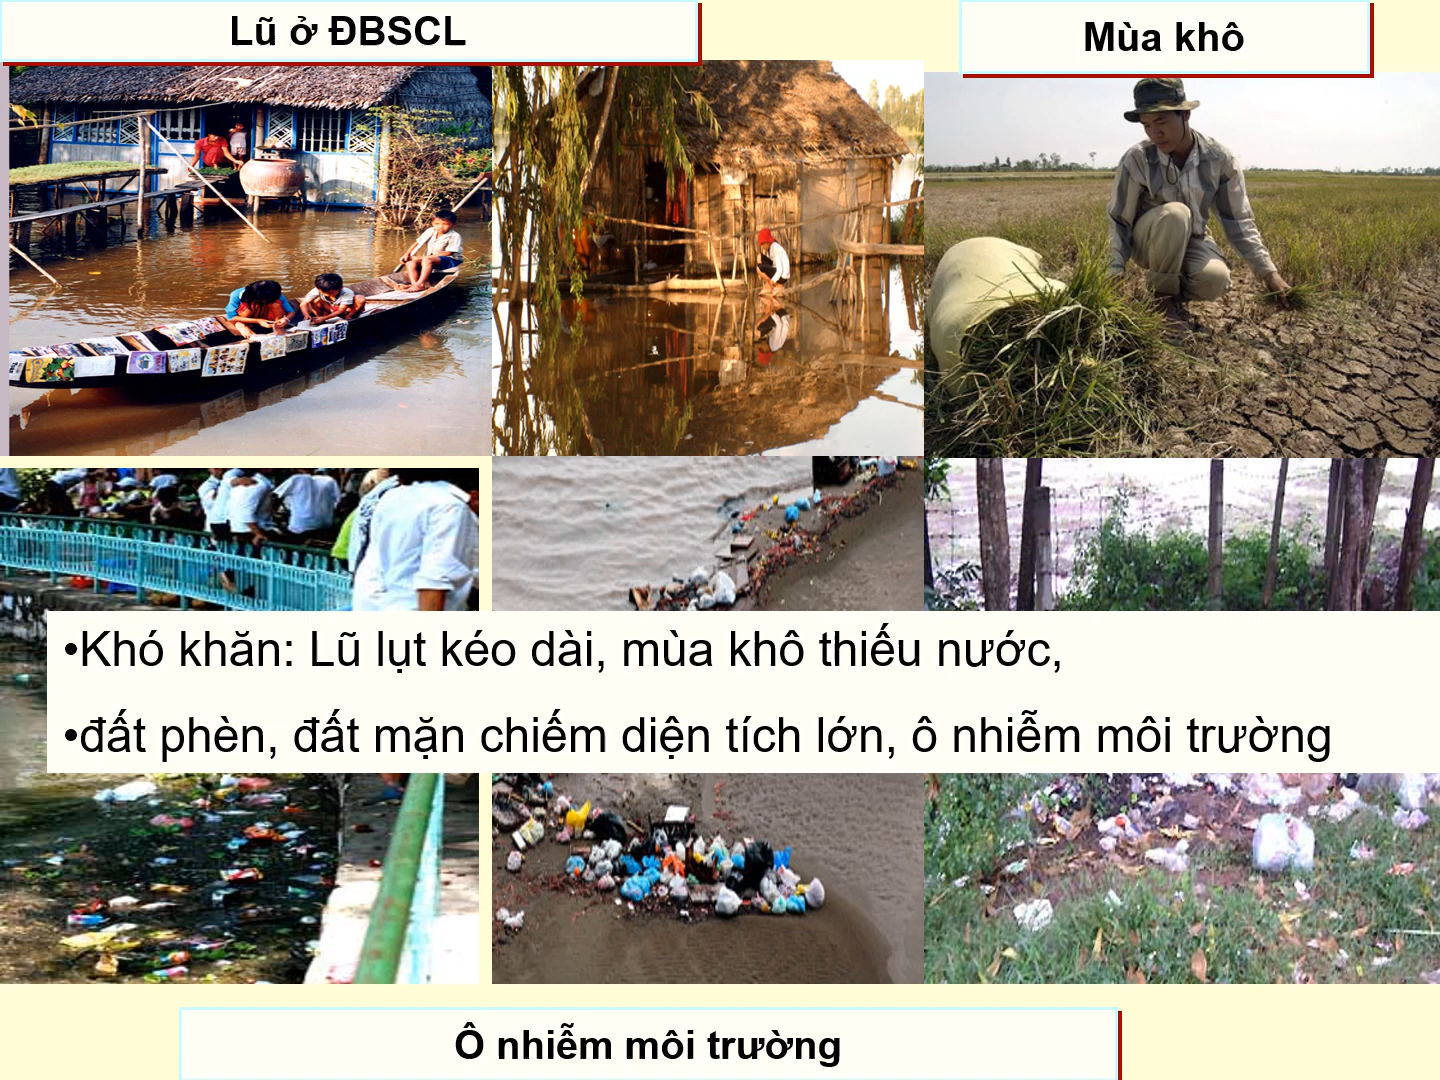 Lũ ở ĐBSCL
Mùa khô
•Khó khăn: Lũ lụt kéo dài, mùa khô thiếu nước,
•đất phèn, đất mặn chiếm diện tích lớn, ô nhiễm môi trường
Ô nhiễm môi trường